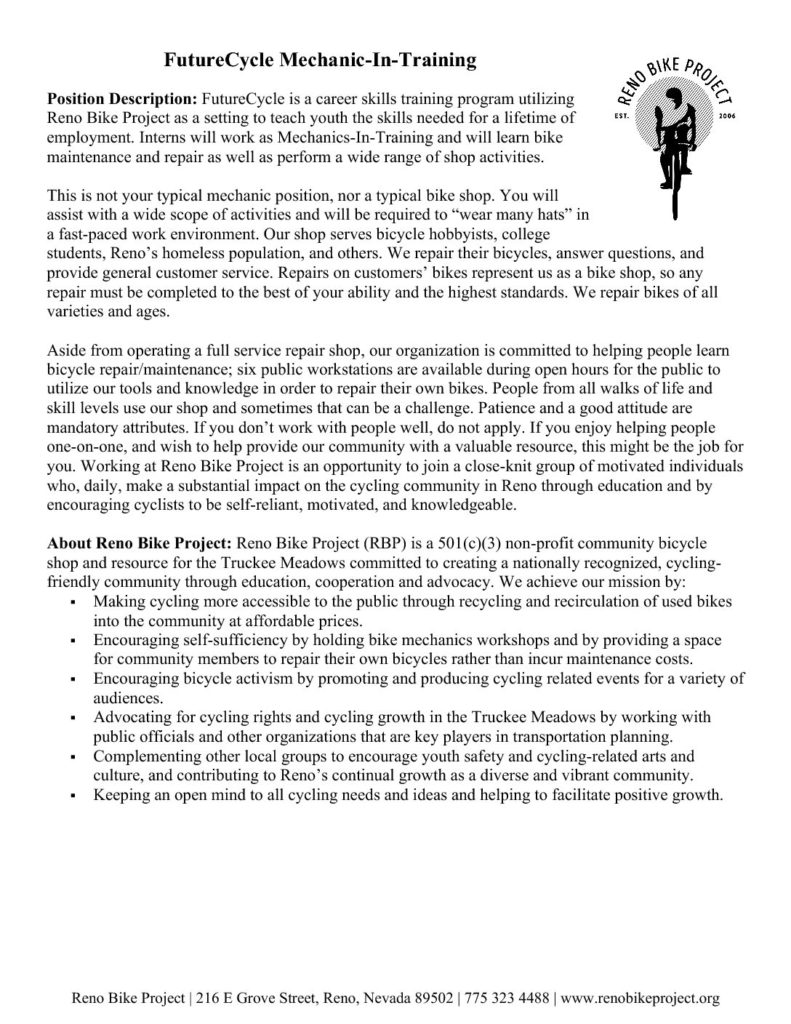 FutureCycle Mechanic-In-Training
RENO BIKE PROJECT
EST. 2006
Position Description: FutureCycle is a career skills training program utilizing
Reno Bike Project as a setting to teach youth the skills needed for a lifetime of
employment. Interns will work as Mechanics-In-Training and will learn bike
maintenance and repair as well as perform a wide range of shop activities.
This is not your typical mechanic position, nor a typical bike shop. You will
assist with a wide scope of activities and will be required to “wear many hats” in
a fast-paced work environment. Our shop serves bicycle hobbyists, college
students, Reno’s homeless population, and others. We repair their bicycles, answer questions, and
provide general customer service. Repairs on customers’ bikes represent us as a bike shop, so any
repair must be completed to the best of your ability and the highest standards. We repair bikes of all
varieties and ages.
Aside from operating a full service repair shop, our organization is committed to helping people learn
bicycle repair/maintenance; six public workstations are available during open hours for the public to
utilize our tools and knowledge in order to repair their own bikes. People from all walks of life and
skill levels use our shop and sometimes that can be a challenge. Patience and a good attitude are
mandatory attributes. If you don’t work with people well, do not apply. If you enjoy helping people
one-on-one, and wish to help provide our community with a valuable resource, this might be the job for
you. Working at Reno Bike Project is an opportunity to join a close-knit group of motivated individuals
who, daily, make a substantial impact on the cycling community in Reno through education and by
encouraging cyclists to be self-reliant, motivated, and knowledgeable.
About Reno Bike Project: Reno Bike Project (RBP) is a 501(c)(3) non-profit community bicycle
shop and resource for the Truckee Meadows committed to creating a nationally recognized, cycling-
friendly community through education, cooperation and advocacy. We achieve our mission by:
▪ Making cycling more accessible to the public through recycling and recirculation of used bikes
into the community at affordable prices.
▪ Encouraging self-sufficiency by holding bike mechanics workshops and by providing a space
for community members to repair their own bicycles rather than incur maintenance costs.
▪ Encouraging bicycle activism by promoting and producing cycling related events for a variety of
audiences.
▪ Advocating for cycling rights and cycling growth in the Truckee Meadows by working with
public officials and other organizations that are key players in transportation planning.
▪ Complementing other local groups to encourage youth safety and cycling-related arts and
culture, and contributing to Reno’s continual growth as a diverse and vibrant community.
▪ Keeping an open mind to all cycling needs and ideas and helping to facilitate positive growth.
Reno Bike Project | 216 E Grove Street, Reno, Nevada 89502 | 775 323 4488 | www.renobikeproject.org